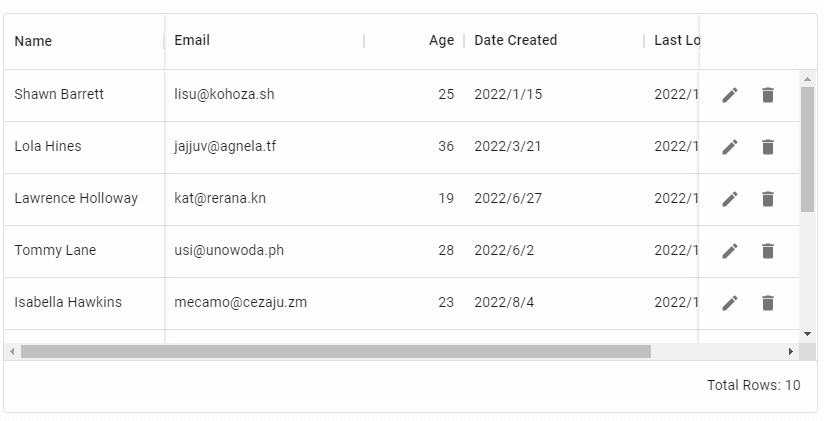 Name Email Age Date Created Last Lo
Shawn Barrett lisu@kohoza.sh 25 2022/1/15 2022/1
Lola Hines jajjuv@agnela.tf 36 2022/3/21 2022/1
Lawrence Holloway kat@rerana.kn 19 2022/6/27 2022/1
Tommy Lane usi@unowoda.ph 28 2022/6/2 2022/1
Isabella Hawkins mecamo@cezaju.zm 23 2022/8/4 2022/1
Total Rows: 10